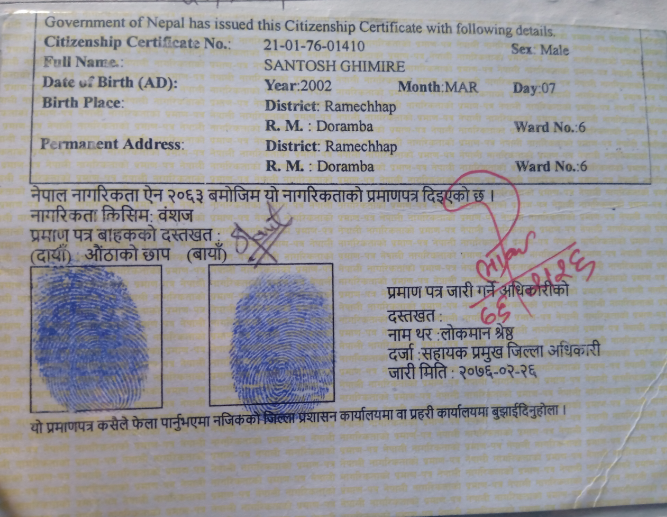 Government of Nepal has issued this Citizenship Certificate with following details.
Citizenship Certificate No.: 21-01-76-01410 Sex: Male
Full Name.: SANTOSH GHIMIRE
Date of Birth (AD): Year:2002 Month:MAR Day:07
Birth Place: District: Ramechhap
R. M. : Doramba Ward No.:6
Permanent Address: District: Ramechhap
R. M. : Doramba Ward No.:6
नेपाल नागरिकता ऐन २०६३ बमोजिम यो नागरिकताको प्रमाणपत्र दिइएको छ ।
नागरिकता किसिम: वंशज
प्रमाण पत्र बाहकको दस्तखत :
(दायाँ) : औंठाको छाप (बायाँ)
प्रमाण पत्र जारी गर्ने अधिकारीको
दस्तखत :
नाम थर :लोकमान श्रेष्ठ
दर्जा :सहायक प्रमुख जिल्ला अधिकारी
जारी मिति : २०७६-०२-२६
यो प्रमाणपत्र कसैले फेला पार्नुभएमा नजिकको जिल्ला प्रशासन कार्यालयमा वा प्रहरी कार्यालयमा बुझाईदिनुहोला ।